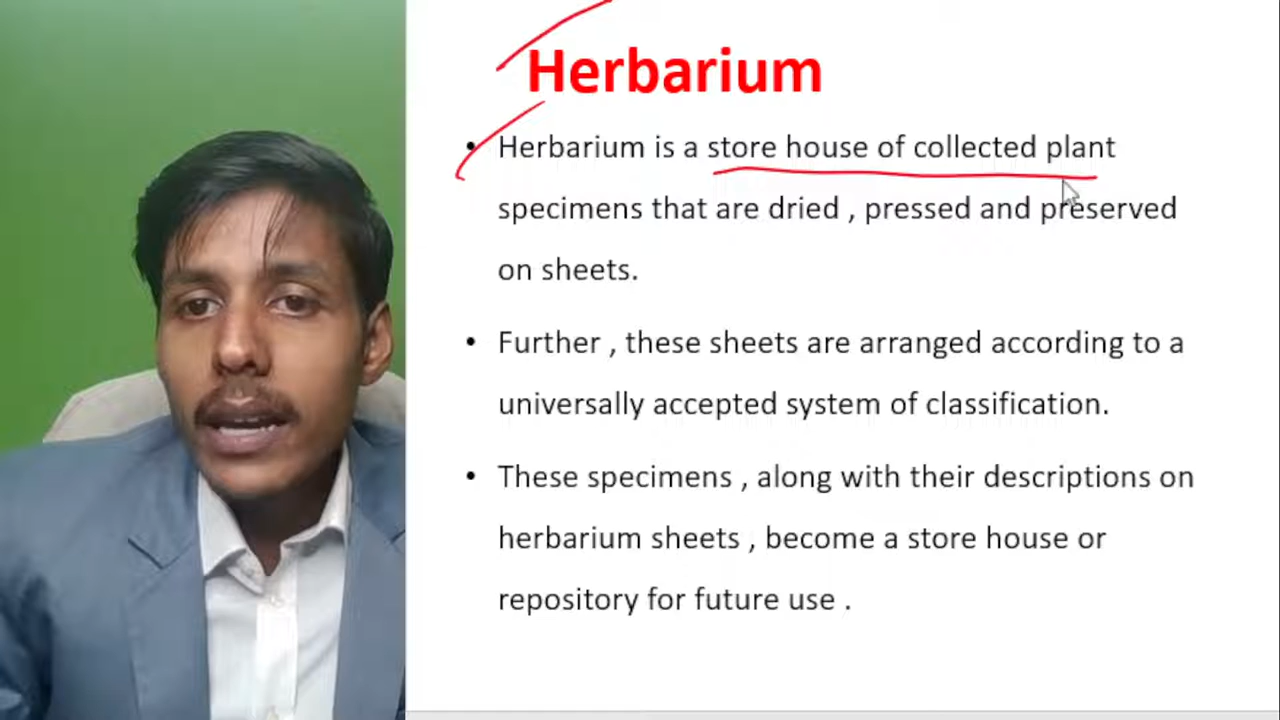 Herbarium
• Herbarium is a store house of collected plant
specimens that are dried , pressed and preserved
on sheets.
• Further , these sheets are arranged according to a
universally accepted system of classification.
• These specimens , along with their descriptions on
herbarium sheets , become a store house or
repository for future use .